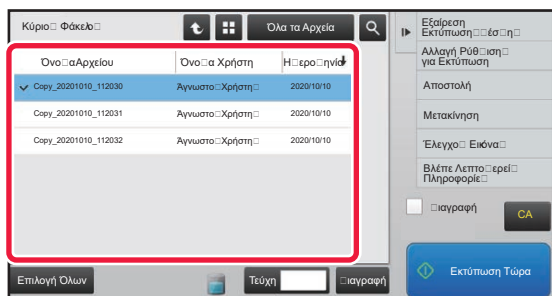 Κύριο□ Φάκελο□
Όλα τα Αρχεία
Όνο□αΑρχείου Όνο□α Χρήστη Η□ερο□ηνία
Copy_20201010_112030 Άγνωστο□Χρήστη□ 2020/10/10
Copy_20201010_112031 Άγνωστο□Χρήστη□ 2020/10/10
Copy_20201010_112032 Άγνωστο□Χρήστη□ 2020/10/10
Επιλογή Όλων
Τεύχη
□ιαγραφή
Εξαίρεση
Εκτύπωση□□έση□
Αλλαγή Ρύθ□ιση□
για Εκτύπωση
Αποστολή
Μετακίνηση
Έλεγχο□ Εικόνα□
Βλέπε Λεπτο□ερεί□
Πληροφορίε□
□ιαγραφή
CA
Εκτύπωση Τώρα